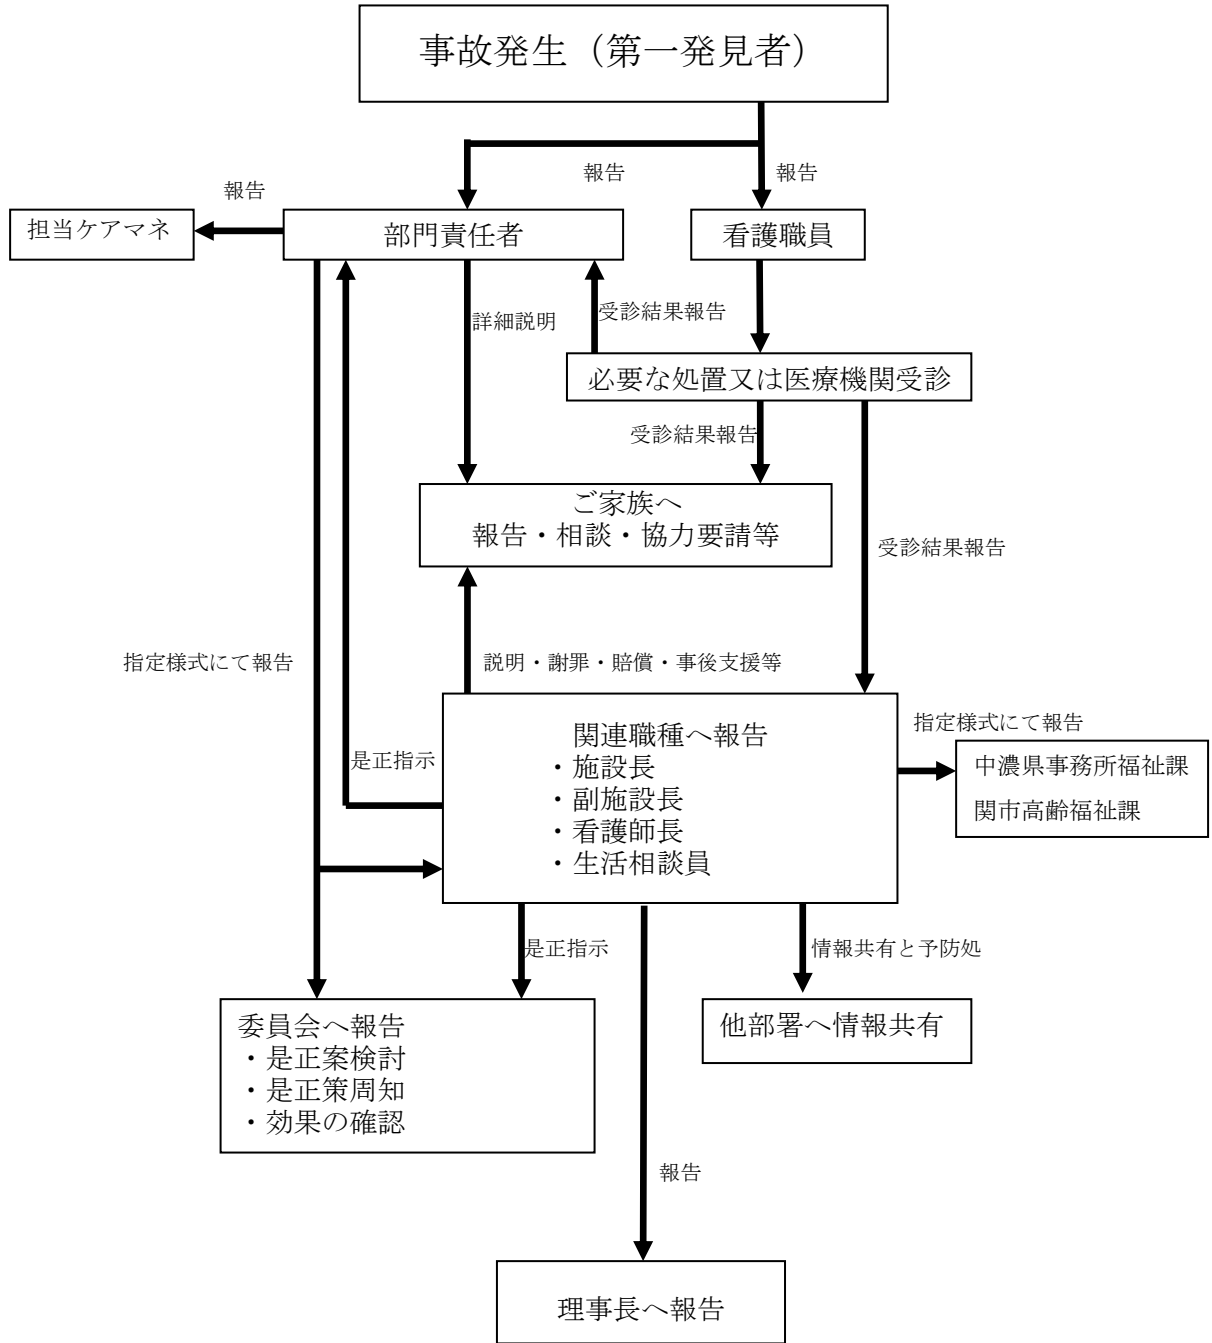 事故発生（第一発見者）
報告
報告
報告
担当ケアマネ
部門責任者
看護職員
詳細説明
受診結果報告
必要な処置又は医療機関受診
受診結果報告
ご家族へ
報告・相談・協力要請等
受診結果報告
指定様式にて報告
説明・謝罪・賠償・事後支援等
関連職種へ報告
・施設長
・副施設長
・看護師長
・生活相談員
是正指示
指定様式にて報告
中濃県事務所福祉課
関市高齢福祉課
是正指示
情報共有と予防処
委員会へ報告
・是正案検討
・是正策周知
・効果の確認
他部署へ情報共有
報告
理事長へ報告